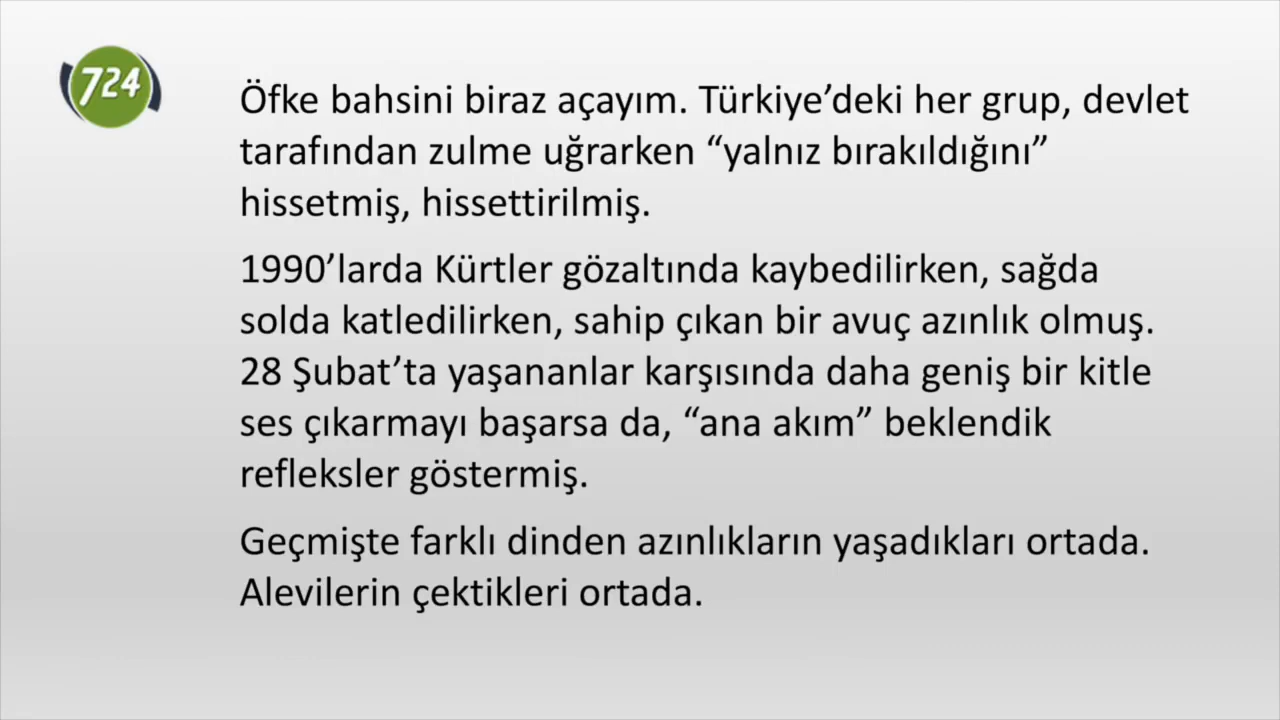 724
Öfke bahsini biraz açayım. Türkiye’deki her grup, devlet
tarafından zulme uğrarken “yalnız bırakıldığını”
hissetmiş, hissettirilmiş.
1990’larda Kürtler gözaltında kaybedilirken, sağda
solda katledilirken, sahip çıkan bir avuç azınlık olmuş.
28 Şubat’ta yaşananlar karşısında daha geniş bir kitle
ses çıkarmayı başarsa da, “ana akım” beklendik
refleksler göstermiş.
Geçmişte farklı dinden azınlıkların yaşadıkları ortada.
Alevilerin çektikleri ortada.